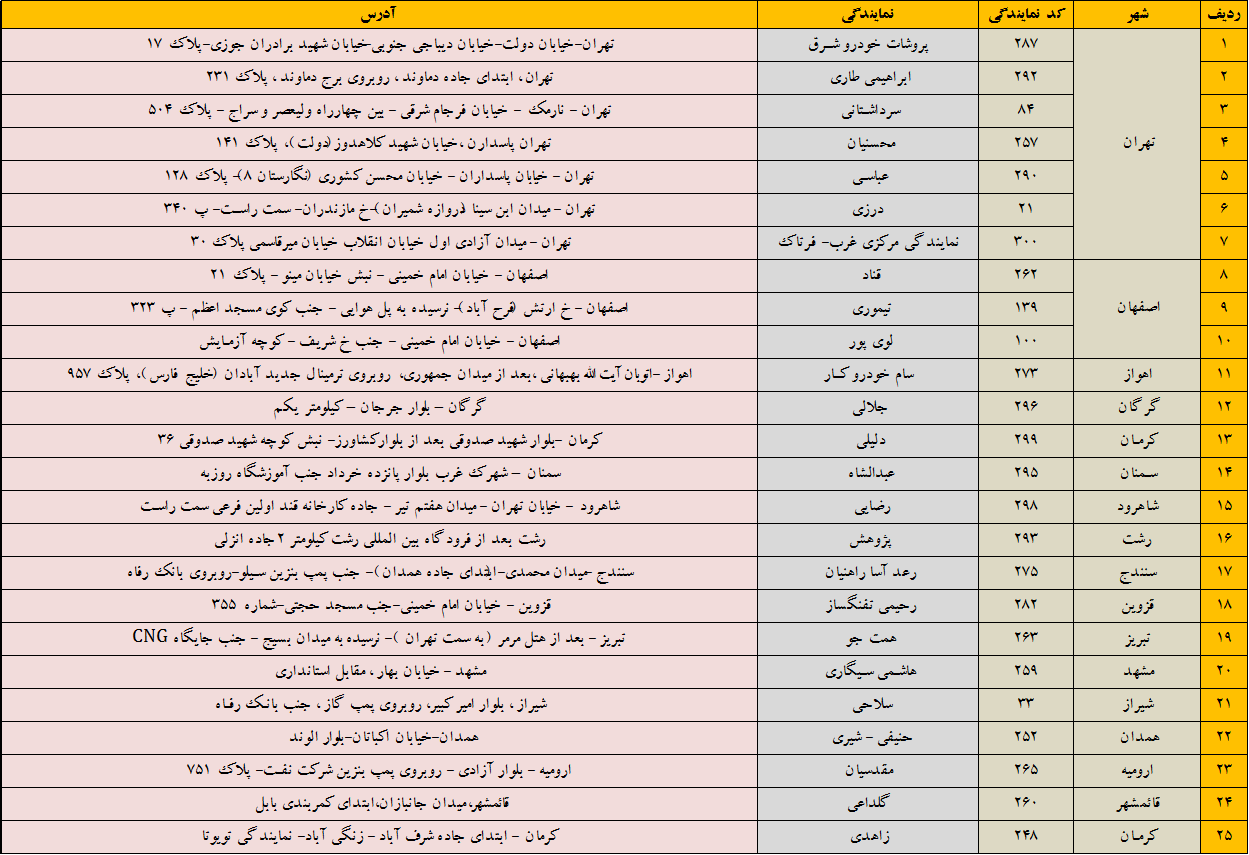 ردیف شهر کد نمایندگی نمایندگی آدرس
۱ تهران ۲۸۷ پروشات خودرو شرق تهران-خیابان دولت-خیابان دیباجی جنوبی-خیابان شهید برادران جوزی-پلاک ۱۷
۲ ۲۹۲ ابراهیمی طاری تهران، ابتدای جاده دماوند، روبروی برج دماوند، پلاک ۲۳۱
۳ ۸۴ سرداشتانی تهران - نارمک - خیابان فرجام شرقی - بین چهارراه ولیعصر و سراج - پلاک ۵۰۴
۴ ۲۵۷ محسنیان تهران پاسدارن ،خیابان شهید کلاهدوز(دولت)، پلاک ۱۴۱
۵ ۲۹۰ عباسی تهران - خیابان پاسداران - خیابان محسن کشوری (نگارستان ۸)- پلاک ۱۲۸
۶ ۲۱ درزی تهران - میدان ابن سینا (دروازه شمیران)-خ مازندران- سمت راست- پ ۳۴۰
۷ ۳۰۰ نمایندگی مرکزی غرب- فرتاک تهران - میدان آزادی اول خیابان انقلاب خیابان میرقاسمی پلاک ۳۰
۸ اصفهان ۲۶۲ قناد اصفهان - خیابان امام خمینی - نبش خیابان مینو - پلاک ۲۱
۹ ۱۳۹ تیموری اصفهان - خ ارتش (فرح آباد)- نرسیده به پل هوایی - جنب کوی مسجد اعظم - پ ۳۲۳
۱۰ ۱۰۰ لوی پور اصفهان - خیابان امام خمینی - جنب خ شریف - کوچه آزمایش
۱۱ اهواز ۲۷۳ سام خودرو کار اهواز -اتوبان آیت الله بهبهانی ،بعد از میدان جمهوری، روبروی ترمینال جدید آبادان (خلیج فارس)، پلاک ۹۵۷
۱۲ گرگان ۲۹۶ جلالی گرگان - بلوار جرجان - کیلومتر یکم
۱۳ کرمان ۲۹۹ دلیلی کرمان -بلوار شهید صدوقی بعد از بلوارکشاورز- نبش کوچه شهید صدوقی ۳۶
۱۴ سمنان ۲۹۵ عبدالشاه سمنان - شهرک غرب بلوار پانزده خرداد جنب آموزشگاه روزبه
۱۵ شاهرود ۲۹۸ رضایی شاهرود - خیابان تهران - میدان هفتم تیر - جاده کارخانه قند اولین فرعی سمت راست
۱۶ رشت ۲۹۳ پژوهش رشت بعد از فرودگاه بین المللی رشت کیلومتر ۲ جاده انزلی
۱۷ سنندج ۲۷۵ رعد آسا راهنیان سنندج -میدان محمدی-(ابتدای جاده همدان)- جنب پمپ بنزین سیلو-روبروی بانک رفاه
۱۸ قزوین ۲۸۲ رحیمی تفنگساز قزوین - خیابان امام خمینی-جنب مسجد حجتی-شماره ۳۵۵
۱۹ تبریز ۲۶۳ همت جو تبریز - بعد از هتل مرمر ( به سمت تهران )- نرسیده به میدان بسیج - جنب جایگاه CNG
۲۰ مشهد ۲۵۹ هاشمی سیگاری مشهد - خیابان بهار، مقابل استانداری
۲۱ شیراز ۳۳ سلاحی شیراز، بلوار امیرکبیر، روبروی پمپ گاز، جنب بانک رفاه
۲۲ همدان ۲۵۲ حنیفی - شیری همدان-خیابان اکباتان-بلوار الوند
۲۳ ارومیه ۲۶۵ مقدسیان ارومیه - بلوار آزادی - روبروی پمپ بنزین شرکت نفت- پلاک ۷۵۱
۲۴ قائمشهر ۲۶۰ گلداعی قائمشهر،میدان جانبازان،ابتدای کمربندی بابل
۲۵ کرمان ۲۴۸ زاهدی کرمان - ابتدای جاده شرف آباد - زنگی آباد- نمایندگی تویوتا